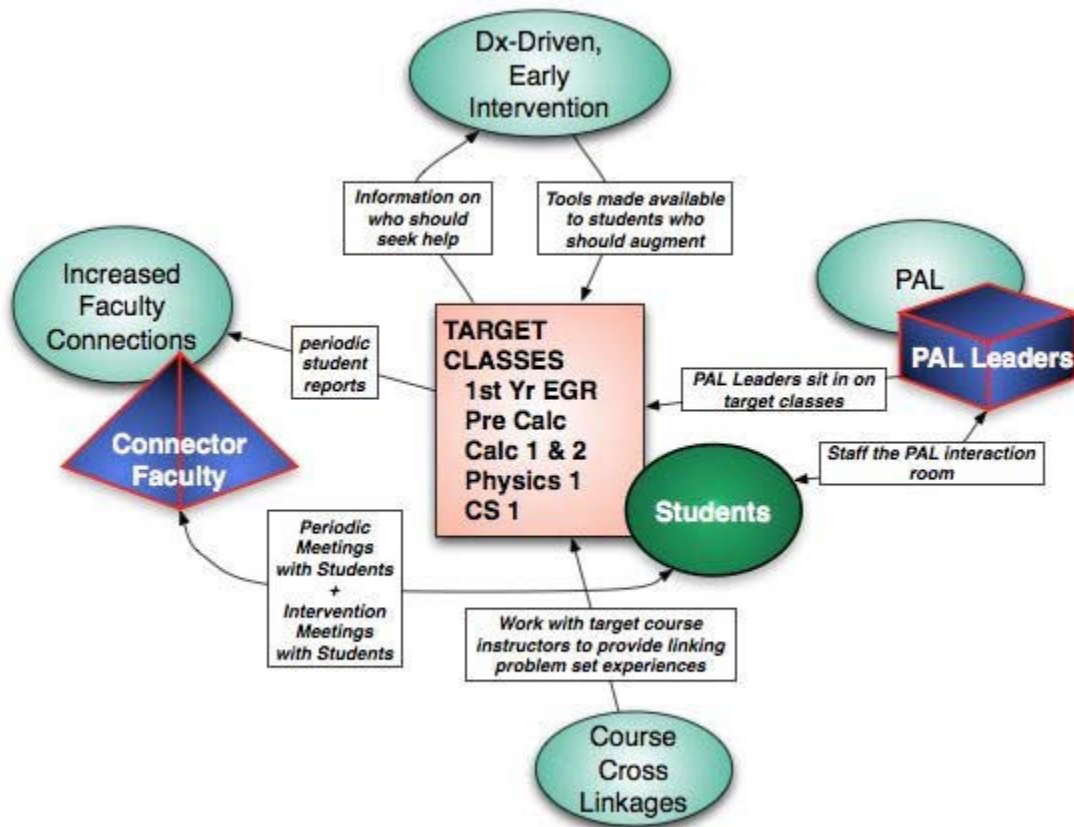 Dx-Driven,
Early
Intervention
Information on
who should
seek help
Tools made available
to students who
should augment
Increased
Faculty
Connections
PAL
PAL Leaders
periodic
student
reports
TARGET
CLASSES
1st Yr EGR
Pre Calc
Calc 1 & 2
Physics 1
CS 1
PAL Leaders sit in on
target classes
Connector
Faculty
Staff the PAL interaction
room
Students
Periodic
Meetings
with Students
+
Intervention
Meetings
with Students
Work with target course
instructors to provide linking
problem set experiences
Course
Cross
Linkages